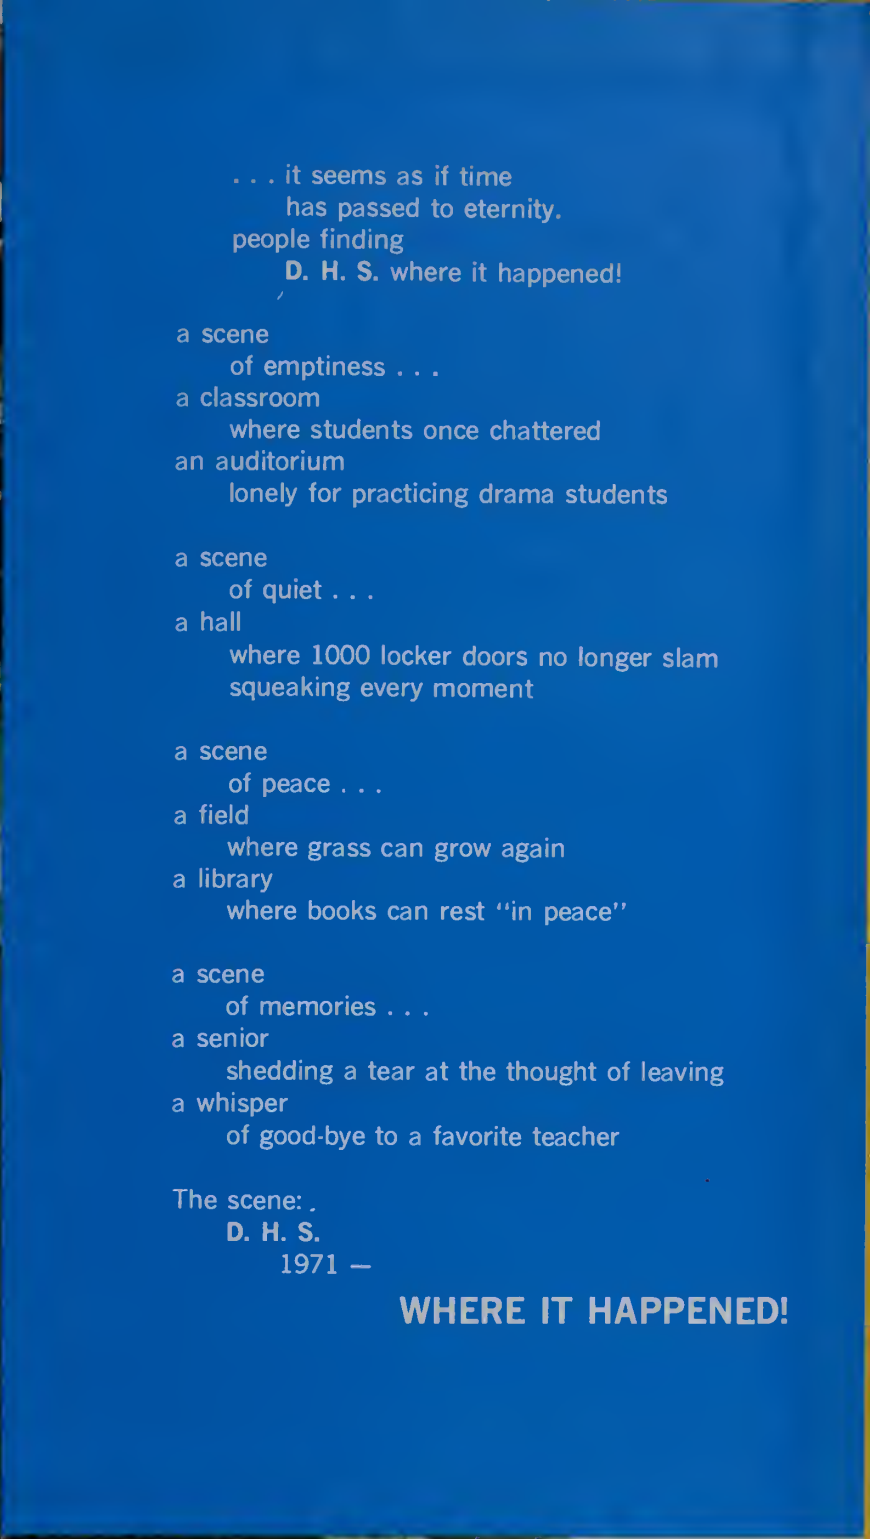 . . . it seems as if time
has passed to eternity.
people finding
D. H. S. where it happened!
a scene
of emptiness . . .
a classroom
where students once chattered
an auditorium
lonely for practicing drama students
a scene
of quiet . . .
a hall
where 1000 locker doors no longer slam
squeaking every moment
a scene
of peace . . .
a field
where grass can grow again
a library
where books can rest “in peace”
a scene
of memories . . .
a senior
shedding a tear at the thought of leaving
a whisper
of good-bye to a favorite teacher
The scene:
D. H. S.
1971 —
WHERE IT HAPPENED!